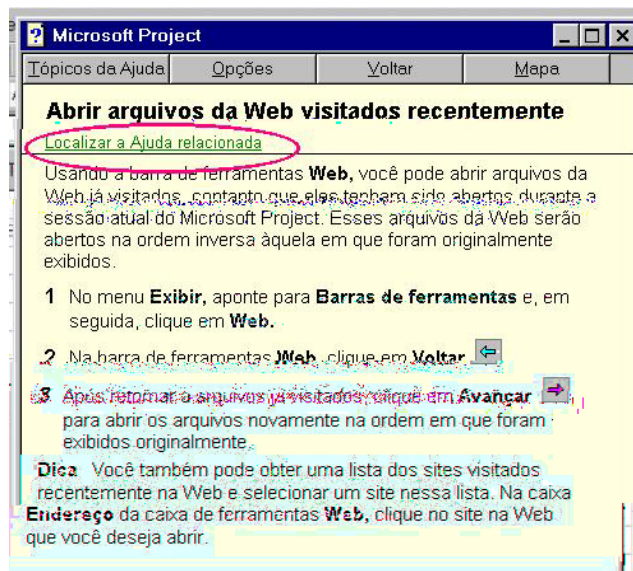 Microsoft Project
Tópicos da Ajuda Opções Voltar Mapa
Abrir arquivos da Web visitados recentemente
Localizar a Ajuda relacionada
Usando a barra de ferramentas Web, você pode abrir arquivos da
Web já visitados, contanto que eles tenham sido abertos durante a
sessão atual do Microsoft Project. Esses arquivos da Web serão
abertos na ordem inversa àquela em que foram originalmente
exibidos.
1 No menu Exibir, aponte para Barras de ferramentas e, em
seguida, clique em Web.
2 Na barra de ferramentas Web, clique em Voltar
3 Após retornar a arquivos já visitados, clique em Avançar
para abrir os arquivos novamente na ordem em que foram
exibidos originalmente.
Dica Você também pode obter uma lista dos sites visitados
recentemente na Web e selecionar um site nessa lista. Na caixa
Endereço da caixa de ferramentas Web, clique no site na Web
que você deseja abrir.